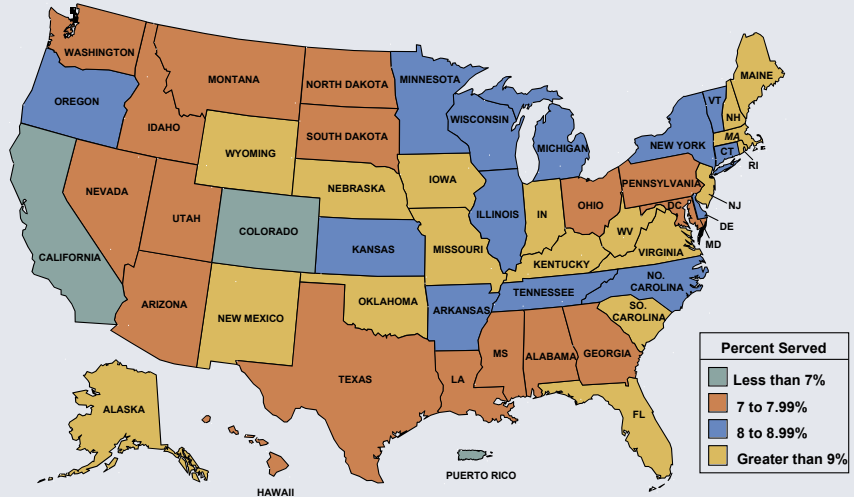 WASHINGTON
MONTANA
NORTH DAKOTA
MINNESOTA
MAINE
OREGON
IDAHO
SOUTH DAKOTA
WISCONSIN
MICHIGAN
VT
NH
NEW YORK
MA
CT
RI
WYOMING
NEBRASKA
IOWA
PENNSYLVANIA
NJ
NEVADA
UTAH
COLORADO
KANSAS
MISSOURI
ILLINOIS
IN
OHIO
WV
DC
DE
MD
VIRGINIA
CALIFORNIA
KENTUCKY
NO.
CAROLINA
ARIZONA
NEW MEXICO
OKLAHOMA
ARKANSAS
TENNESSEE
SO.
CAROLINA
TEXAS
LA
MS
ALABAMA
GEORGIA
FL
ALASKA
HAWAII
PUERTO RICO
Percent Served
Less than 7%
7 to 7.99%
8 to 8.99%
Greater than 9%